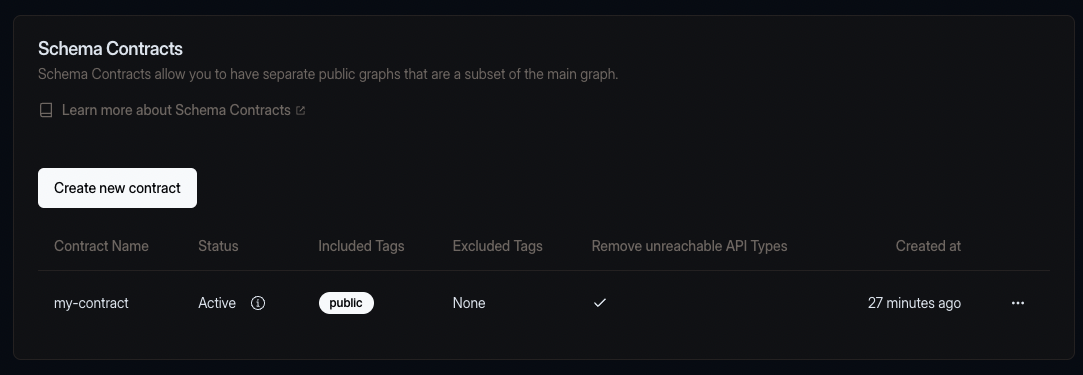 Schema Contracts
Schema Contracts allow you to have separate public graphs that are a subset of the main graph.
Learn more about Schema Contracts
Create new contract
Contract Name Status Included Tags Excluded Tags Remove unreachable API Types Created at
my-contract Active public None 27 minutes ago